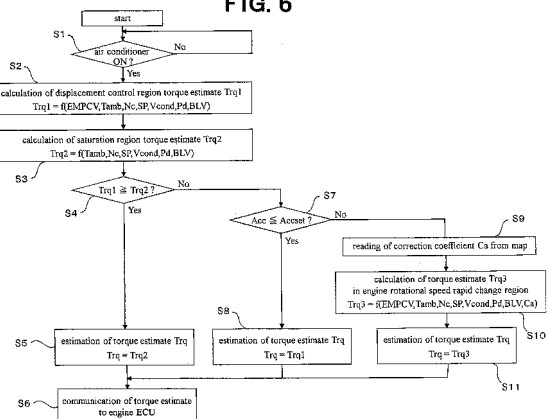 FIG. 6
start
S1
air conditioner
ON ?
No
Yes
S2
calculation of displacement control region torque estimate Trq1
Trq1 = f(EMPCV,Tamb,Nc,SP,Vcond,Pd,BLV)
calculation of saturation region torque estimate Trq2
Trq2 = f(Tamb,Nc,SP,Vcond,Pd,BLV)
S3
Trq1 ≧ Trq2 ?
No
S4
Yes
S7
Acc ≦ Accset ?
No
Yes
S9
reading of correction coefficient Ca from map
calculation of torque estimate Trq3
in engine rotational speed rapid change region
Trq3 = f(EMPCV,Tamb,Nc,SP,Vcond,Pd,BLV,Ca)
S10
S5
estimation of torque estimate Trq
Trq = Trq2
S8
estimation of torque estimate Trq
Trq = Trq1
estimation of torque estimate Trq
Trq = Trq3
S11
S6
communication of torque estimate
to engine ECU